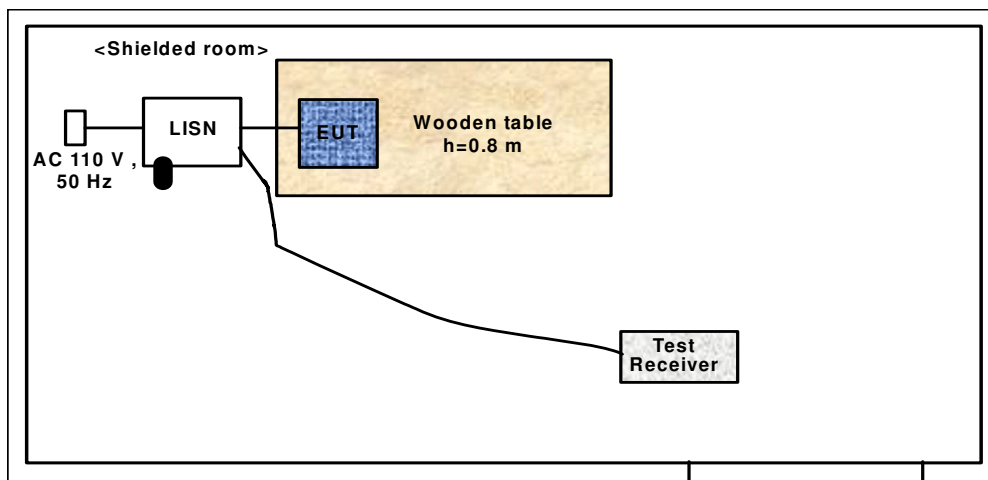 <Shielded room>
LISN
EUT
Wooden table
h=0.8 m
AC 110 V ,
50 Hz
Test
Receiver